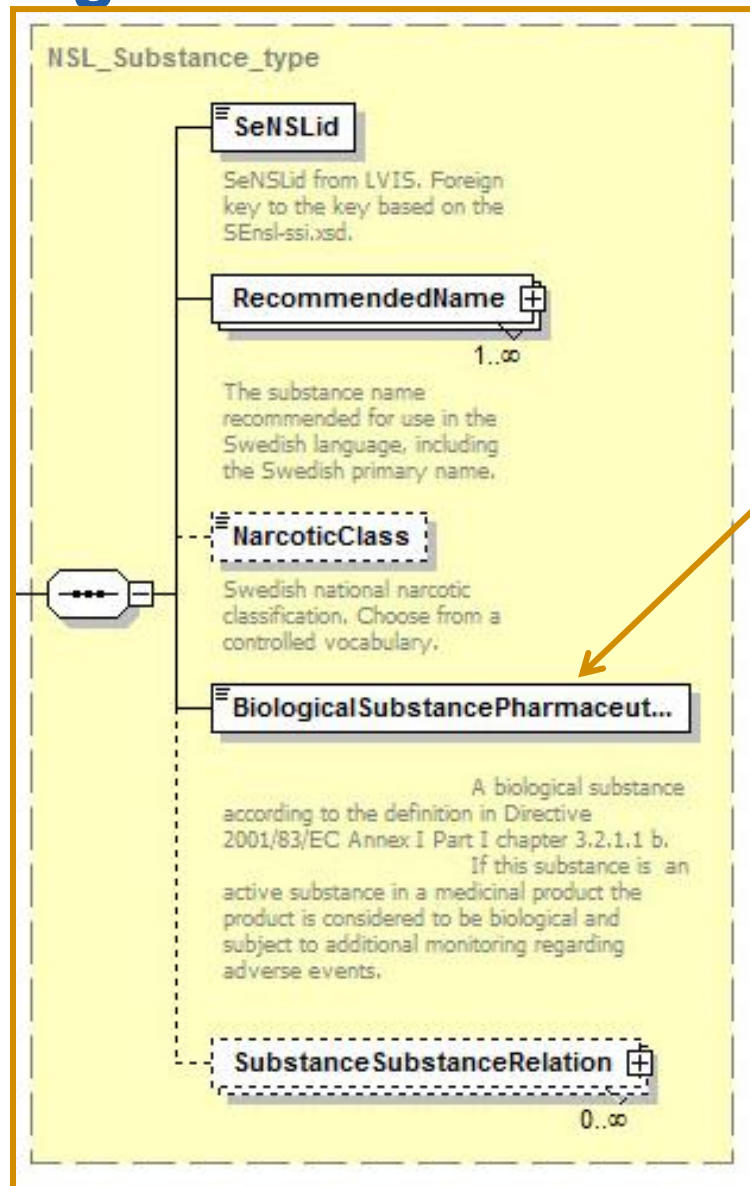 NSL_Substance_type
SeNSLid
SeNSLid from LVIS. Foreign
key to the key based on the
SEnsl-ssi.xsd.
RecommendedName
1..∞
The substance name
recommended for use in the
Swedish language, including
the Swedish primary name.
NarcoticClass
Swedish national narcotic
classification. Choose from a
controlled vocabulary.
BiologicalSubstancePharmaceut...
A biological substance
according to the definition in Directive
2001/83/EC Annex I Part I chapter 3.2.1.1 b.
If this substance is an
active substance in a medicinal product the
product is considered to be biological and
subject to additional monitoring regarding
adverse events.
SubstanceSubstanceRelation
0..∞